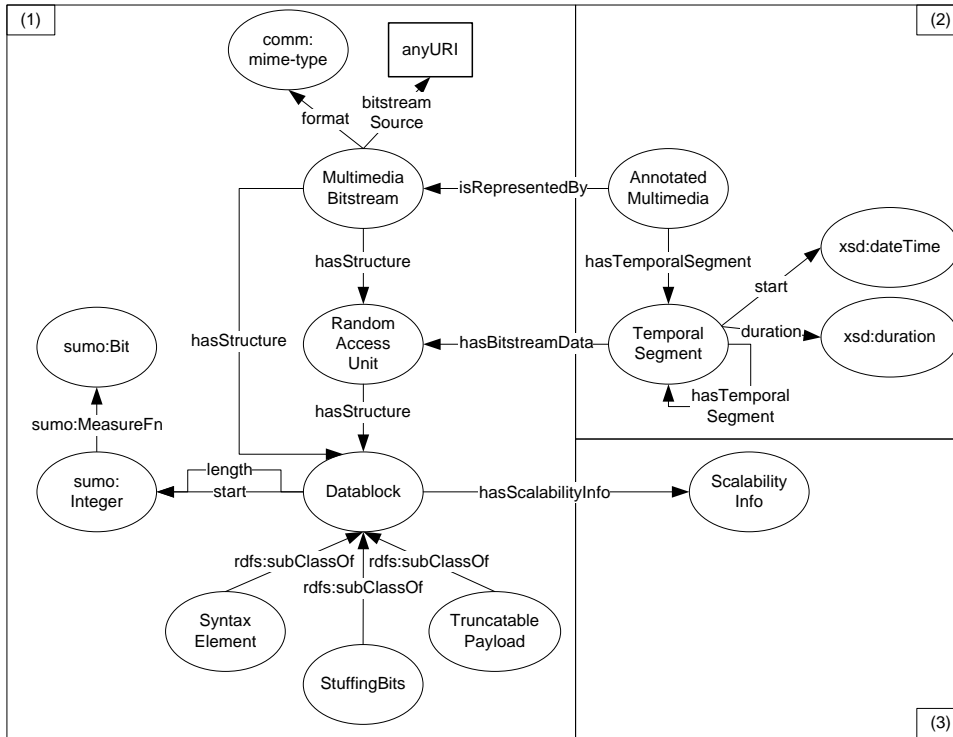 (1)
(2)
comm:
mime-type
anyURI
format
bitstream
Source
Multimedia
Bitstream
isRepresentedBy
Annotated
Multimedia
hasStructure
hasTemporalSegment
xsd:dateTime
start
sumo:Bit
hasStructure
Random
Access
Unit
hasBitstreamData
Temporal
Segment
duration
xsd:duration
hasTemporal
Segment
hasStructure
sumo:MeasureFn
sumo:
Integer
length
start
Datablock
hasScalabilityInfo
Scalability
Info
rdfs:subClassOf
rdfs:subClassOf
rdfs:subClassOf
Syntax
Element
StuffingBits
Truncatable
Payload
(3)